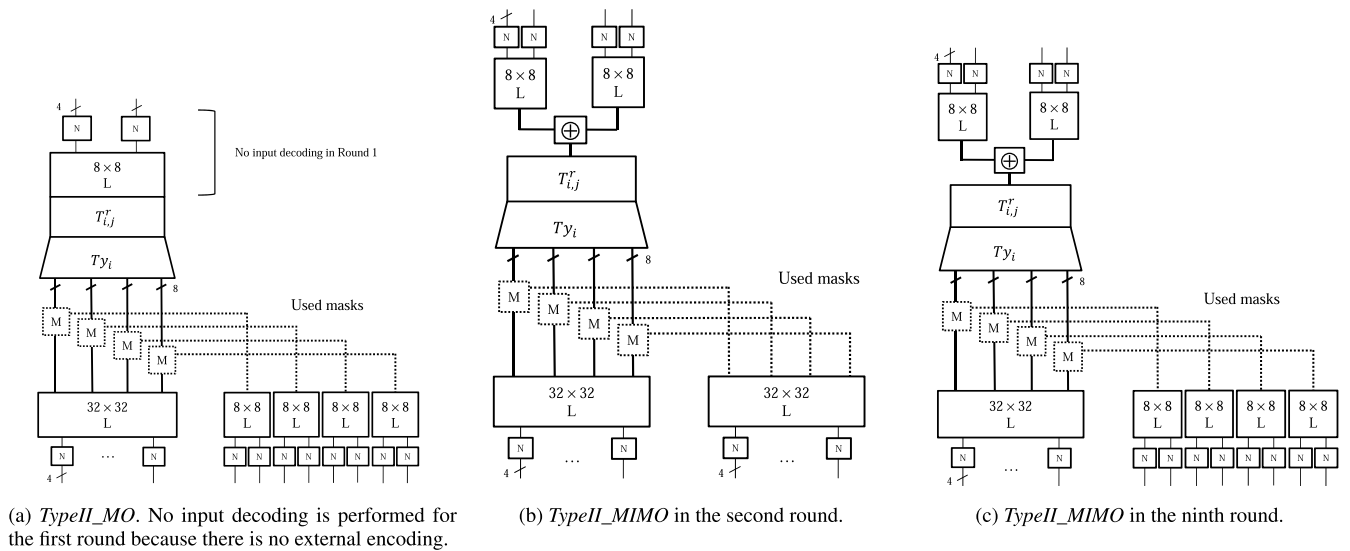 4
N N
8 × 8
L
T^r_{i,j}
Ty_i
8
No input decoding in Round 1
Used masks
M M M M
32 × 32
L
8 × 8 8 × 8 8 × 8 8 × 8
L L L L
N ... N
N N N N N N N N
4
(a) TypeII_MO. No input decoding is performed for
the first round because there is no external encoding.
4
N N N N
8 × 8 8 × 8
L L
⊕
T^r_{i,j}
Ty_i
8
Used masks
M M M M
32 × 32 32 × 32
L L
N ... N N ... N
4 4
(b) TypeII_MIMO in the second round.
4
N N N N
8 × 8 8 × 8
L L
⊕
T^r_{i,j}
Ty_i
8
Used masks
M M M M
32 × 32
L
8 × 8 8 × 8 8 × 8 8 × 8
L L L L
N ... N
N N N N N N N N
4
(c) TypeII_MIMO in the ninth round.